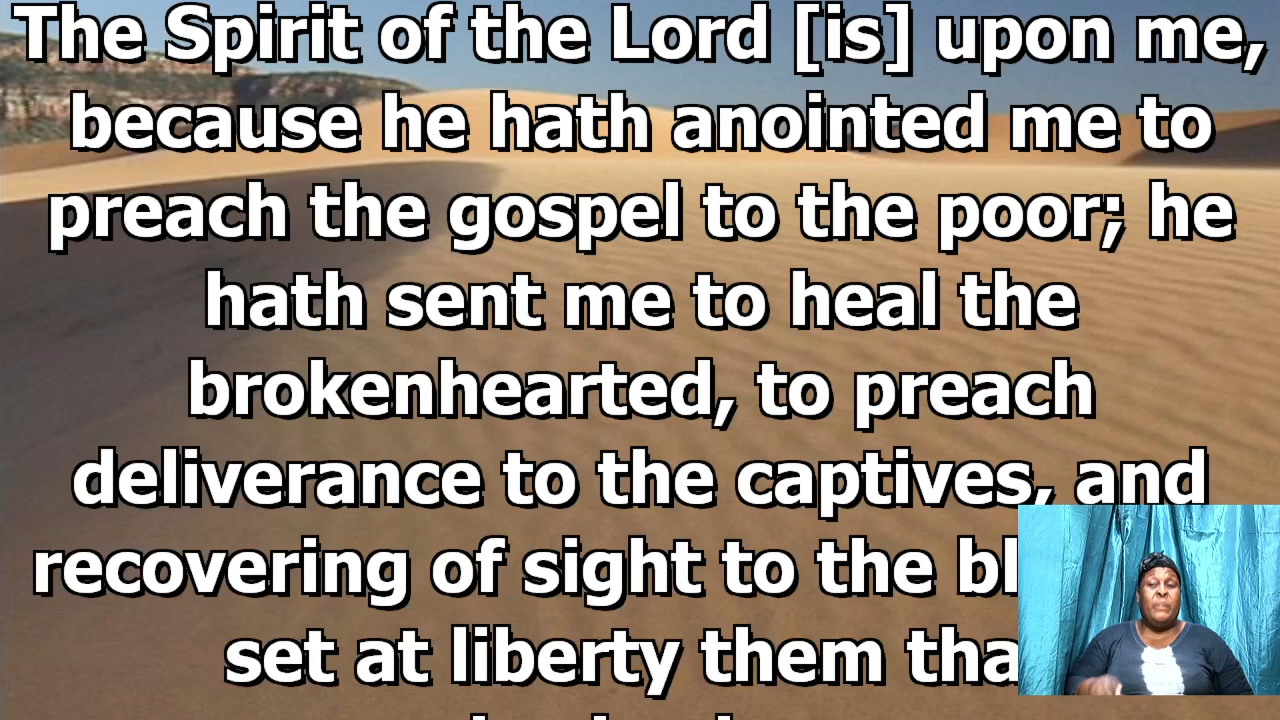 The Spirit of the Lord [is] upon me,
because he hath anointed me to
preach the gospel to the poor; he
hath sent me to heal the
brokenhearted, to preach
deliverance to the captives, and
recovering of sight to the
set at liberty them